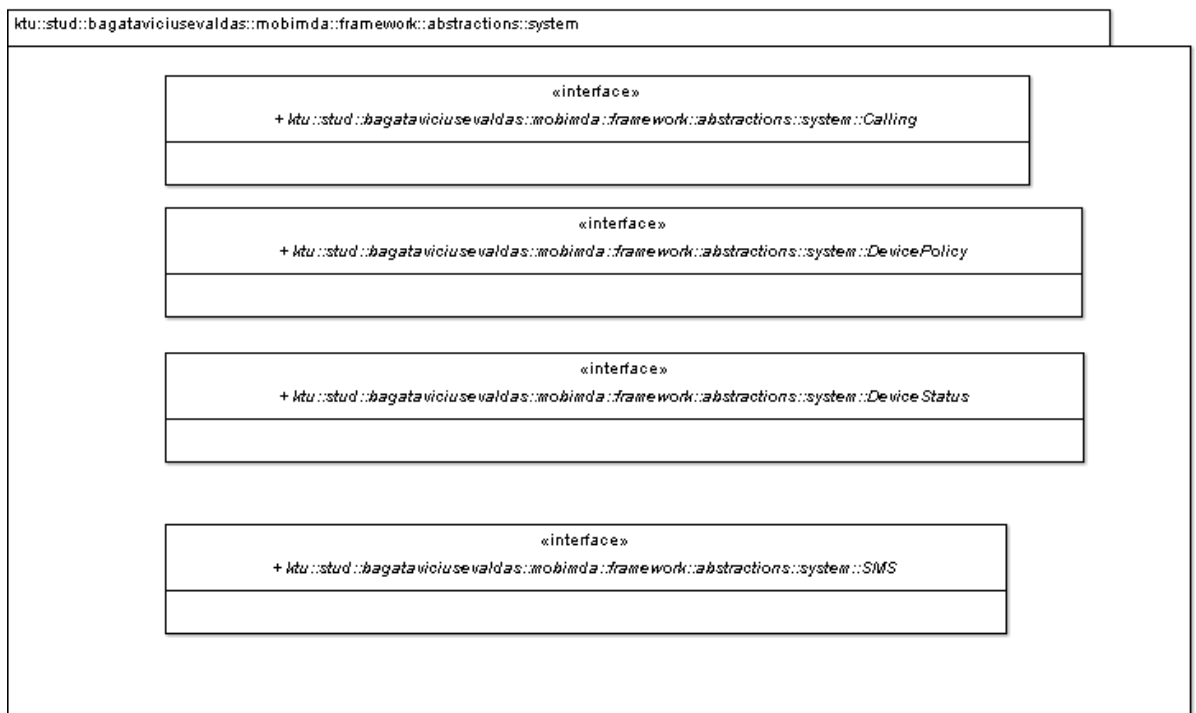 ktu::stud::bagataviciusevaldas::mobimda::framework::abstractions::system
«interface»
+ ktu::stud::bagataviciusevaldas::mobimda::framework::abstractions::system::Calling
«interface»
+ ktu::stud::bagataviciusevaldas::mobimda::framework::abstractions::system::DevicePolicy
«interface»
+ ktu::stud::bagataviciusevaldas::mobimda::framework::abstractions::system::DeviceStatus
«interface»
+ ktu::stud::bagataviciusevaldas::mobimda::framework::abstractions::system::SMS